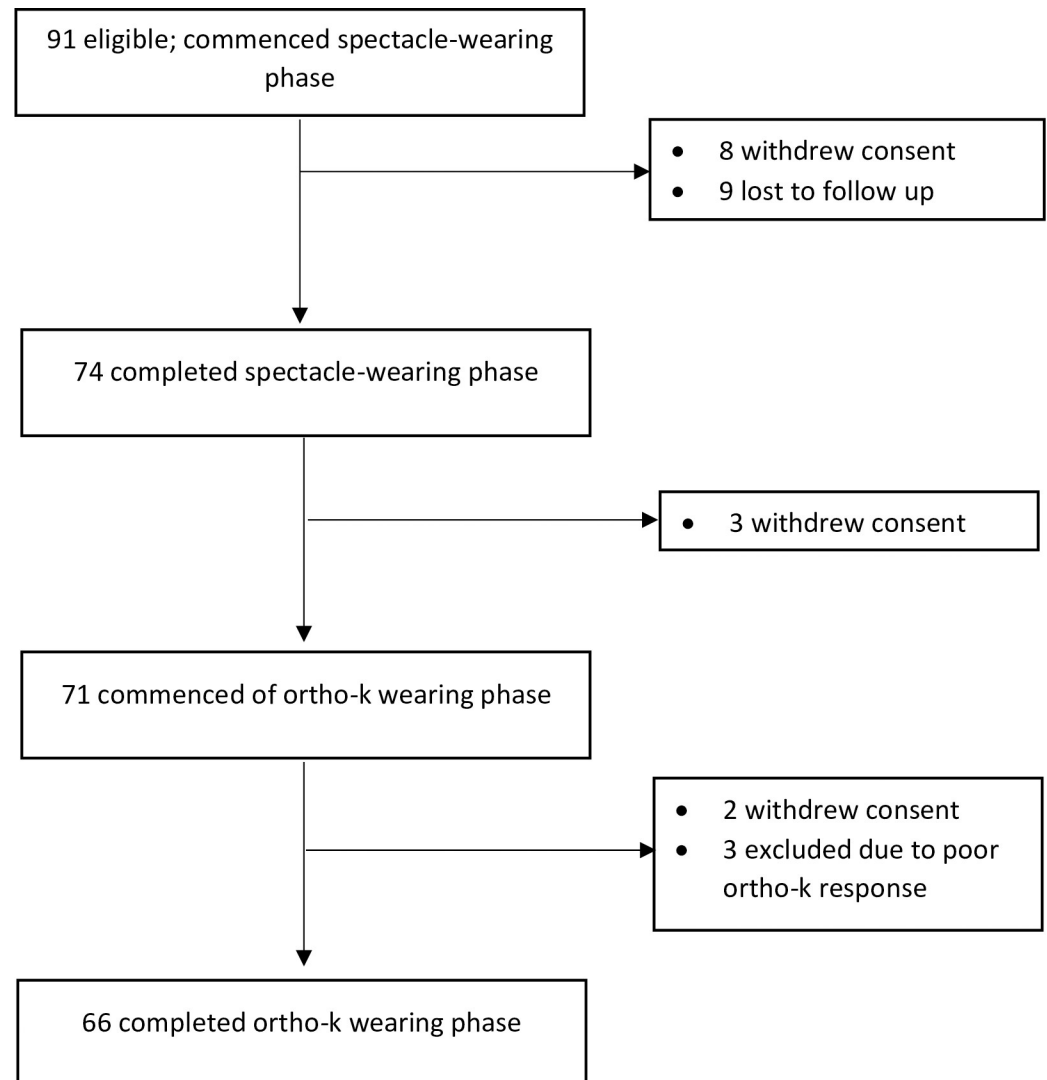 91 eligible; commenced spectacle-wearing
phase
• 8 withdrew consent
• 9 lost to follow up
74 completed spectacle-wearing phase
• 3 withdrew consent
71 commenced of ortho-k wearing phase
• 2 withdrew consent
• 3 excluded due to poor
ortho-k response
66 completed ortho-k wearing phase